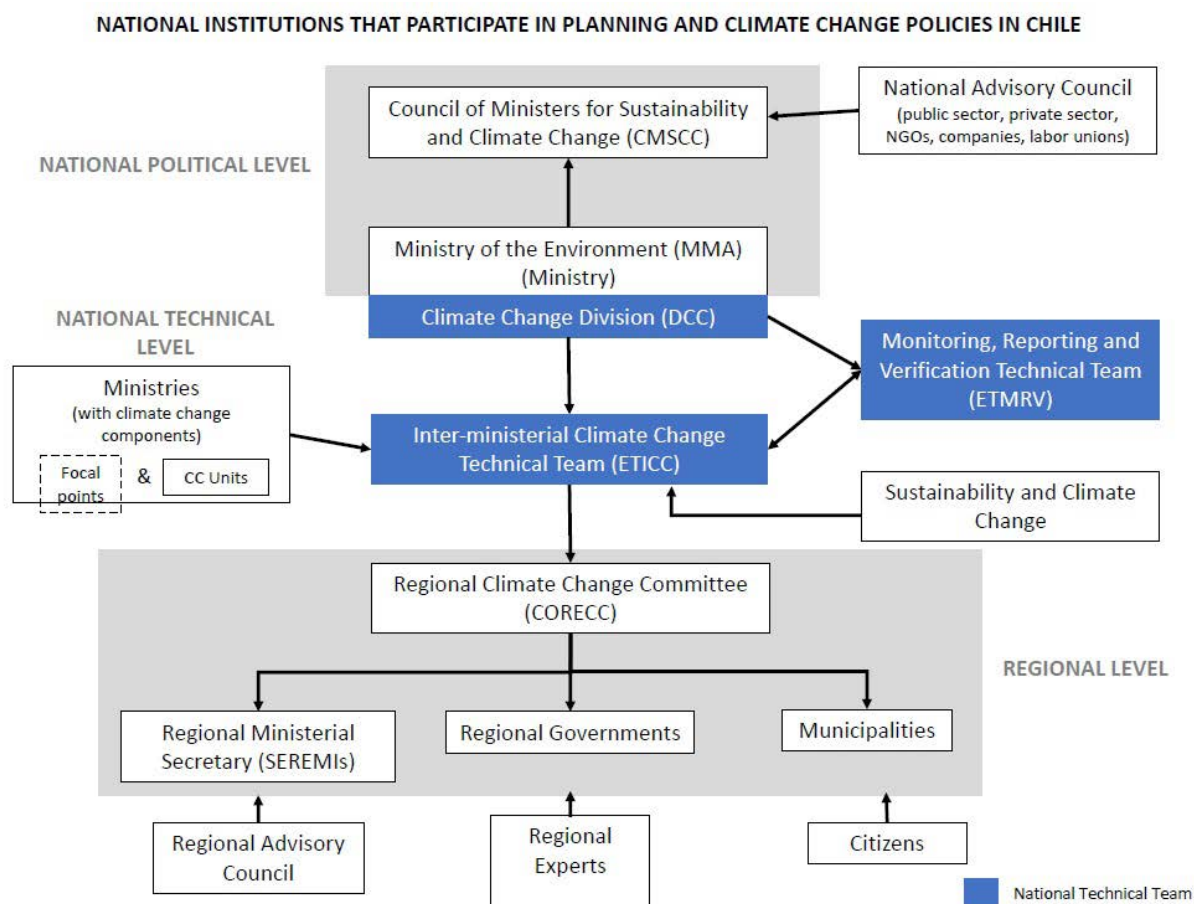 NATIONAL INSTITUTIONS THAT PARTICIPATE IN PLANNING AND CLIMATE CHANGE POLICIES IN CHILE
Council of Ministers for Sustainability
and Climate Change (CMSCC)
National Advisory Council
(public sector, private sector,
NGOs, companies, labor unions)
NATIONAL POLITICAL LEVEL
Ministry of the Environment (MMA)
(Ministry)
Climate Change Division (DCC)
NATIONAL TECHNICAL
LEVEL
Monitoring, Reporting and
Verification Technical Team
(ETMRV)
Ministries
(with climate change
components)
Focal
points
&
CC Units
Inter-ministerial Climate Change
Technical Team (ETICC)
Sustainability and Climate
Change
Regional Climate Change Committee
(CORECC)
REGIONAL LEVEL
Regional Ministerial
Secretary (SEREMIs)
Regional Governments
Municipalities
Regional Advisory
Council
Regional
Experts
Citizens
National Technical Team